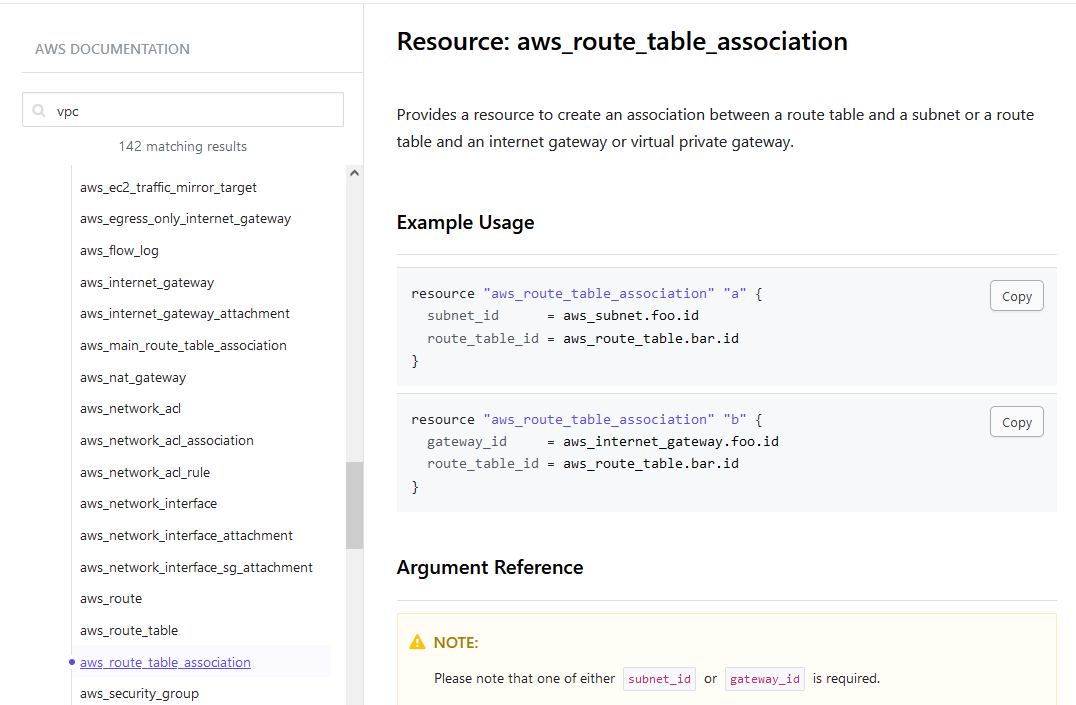 AWS DOCUMENTATION
vpc
142 matching results
aws_ec2_traffic_mirror_target
aws_egress_only_internet_gateway
aws_flow_log
aws_internet_gateway
aws_internet_gateway_attachment
aws_main_route_table_association
aws_nat_gateway
aws_network_acl
aws_network_acl_association
aws_network_acl_rule
aws_network_interface
aws_network_interface_attachment
aws_network_interface_sg_attachment
aws_route
aws_route_table
aws_route_table_association
aws_security_group
Resource: aws_route_table_association
Provides a resource to create an association between a route table and a subnet or a route
table and an internet gateway or virtual private gateway.
Example Usage
resource "aws_route_table_association" "a" {
  subnet_id      = aws_subnet.foo.id
  route_table_id = aws_route_table.bar.id
}
Copy
resource "aws_route_table_association" "b" {
  gateway_id     = aws_internet_gateway.foo.id
  route_table_id = aws_route_table.bar.id
}
Copy
Argument Reference
NOTE:
Please note that one of either subnet_id or gateway_id is required.